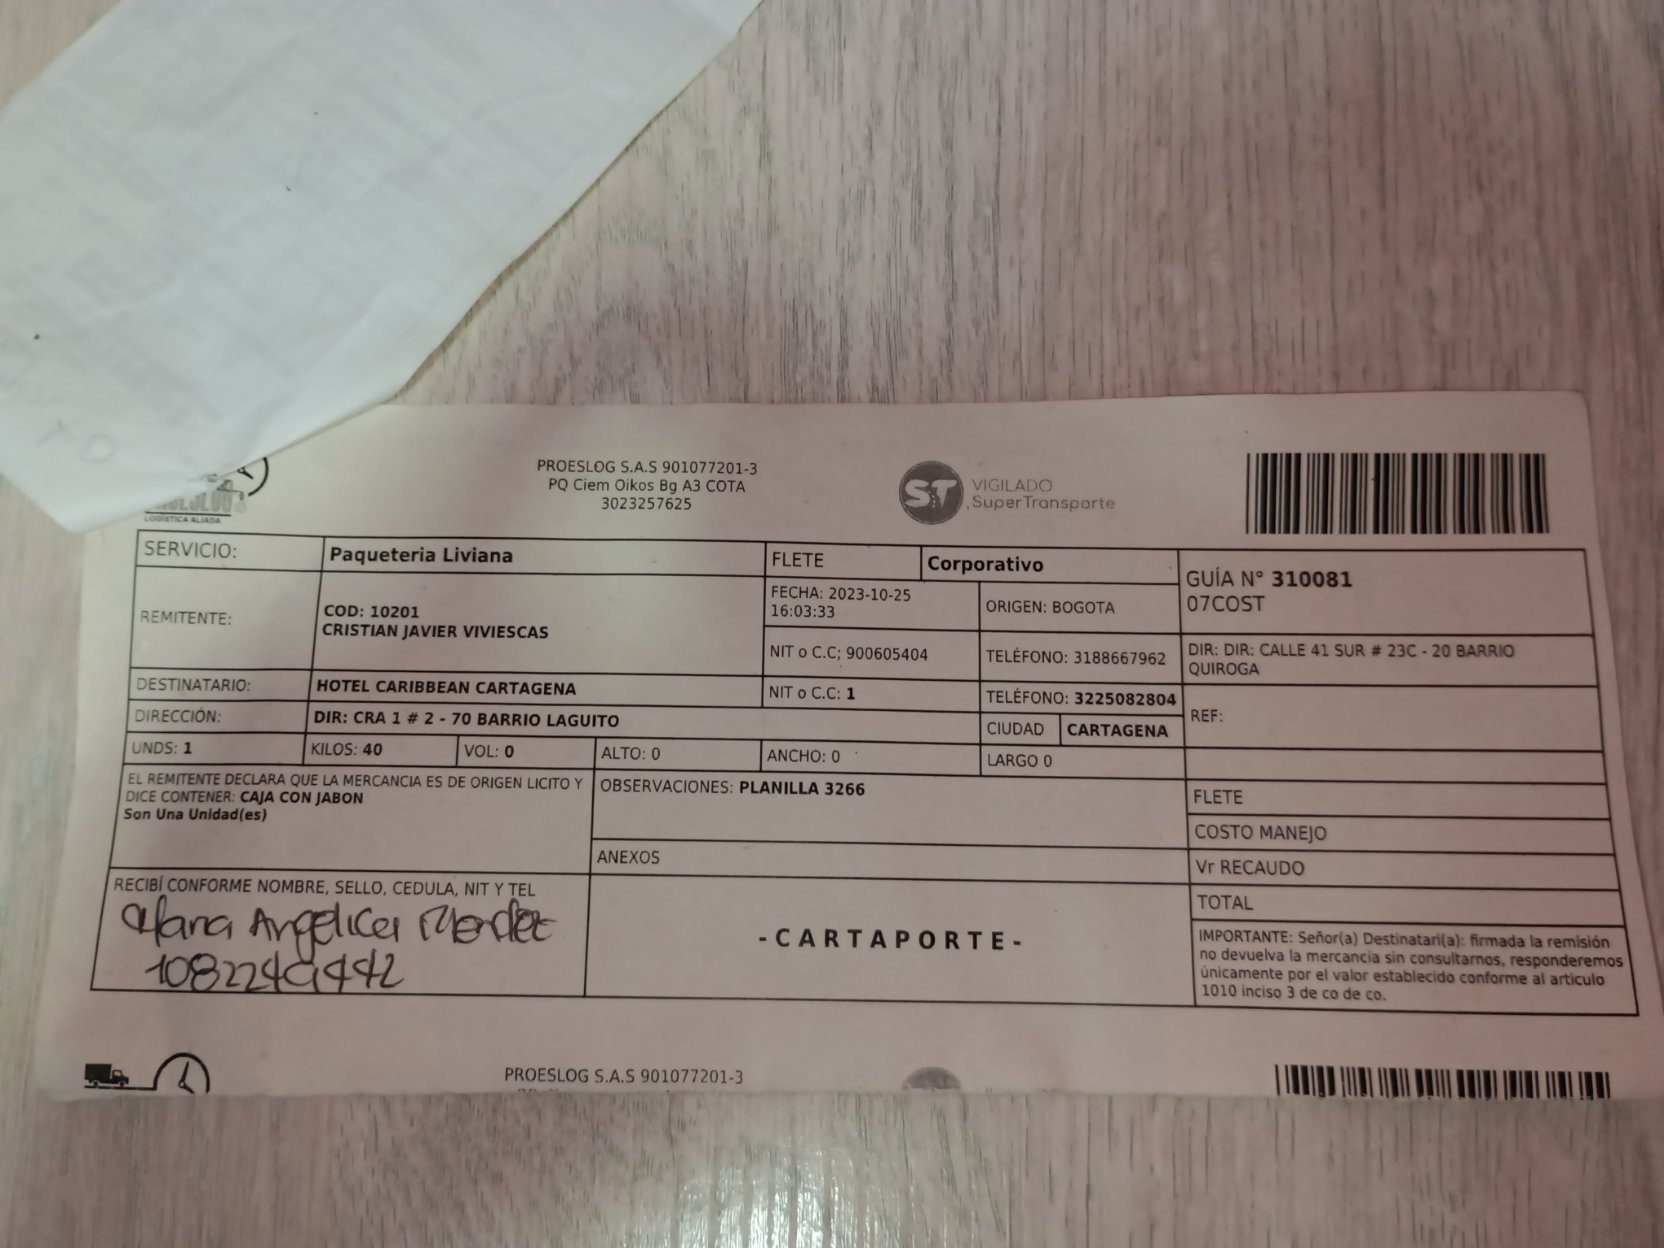 PROESLOG S.A.S 901077201-3
PQ Ciem Oikos Bg A3 COTA
3023257625
ST VIGILADO
SuperTransporte
LOGÍSTICA ALIADA
SERVICIO: Paqueteria Liviana FLETE Corporativo
GUÍA N° 310081
07COST
REMITENTE:
COD: 10201
CRISTIAN JAVIER VIVIESCAS
FECHA: 2023-10-25
16:03:33
ORIGEN: BOGOTA
NIT o C.C; 900605404
TELÉFONO: 3188667962
DIR: DIR: CALLE 41 SUR # 23C - 20 BARRIO
QUIROGA
DESTINATARIO: HOTEL CARIBBEAN CARTAGENA NIT o C.C: 1 TELÉFONO: 3225082804
REF:
DIRECCIÓN: DIR: CRA 1 # 2 - 70 BARRIO LAGUITO CIUDAD CARTAGENA
UNDS: 1 KILOS: 40 VOL: 0 ALTO: 0 ANCHO: 0 LARGO 0
EL REMITENTE DECLARA QUE LA MERCANCIA ES DE ORIGEN LICITO Y
DICE CONTENER: CAJA CON JABON
Son Una Unidad(es)
OBSERVACIONES: PLANILLA 3266
ANEXOS
FLETE
COSTO MANEJO
Vr RECAUDO
TOTAL
RECIBÍ CONFORME NOMBRE, SELLO, CEDULA, NIT Y TEL
Angelica Mendez
1082249442
-CARTAPORTE-
IMPORTANTE: Señor(a) Destinatari(a): firmada la remisión
no devuelva la mercancia sin consultarnos, responderemos
únicamente por el valor establecido conforme al articulo
1010 inciso 3 de co de co.
PROESLOG S.A.S 901077201-3